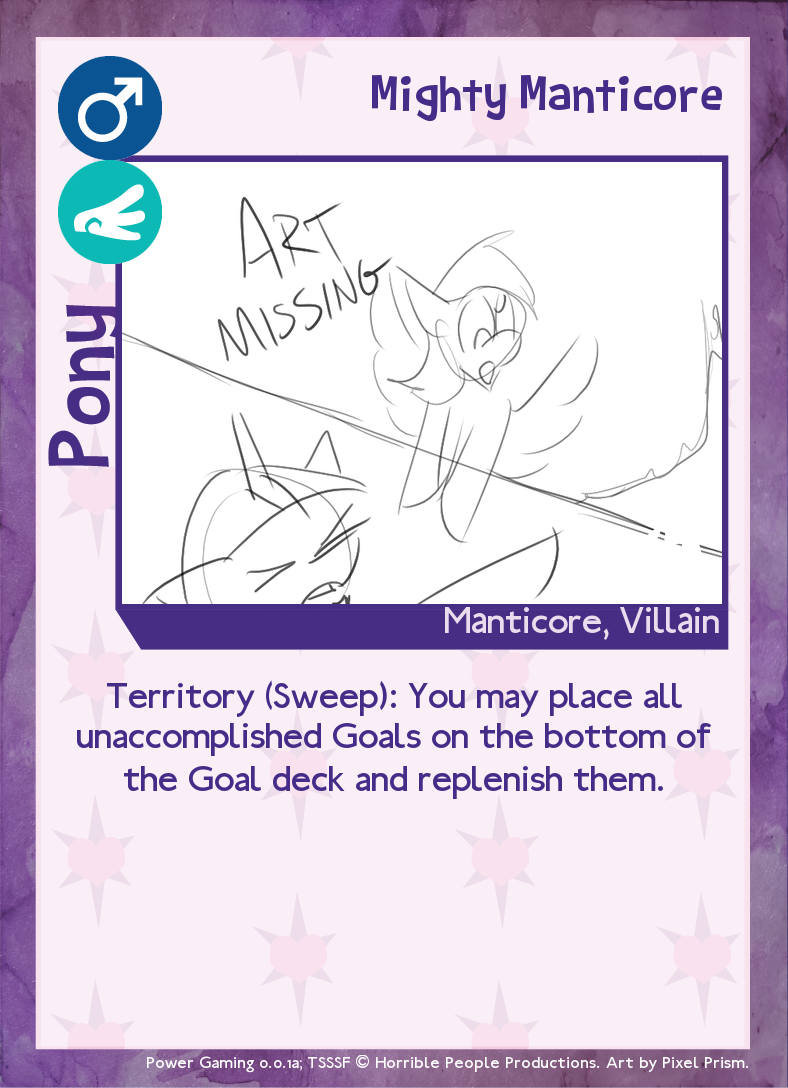 Mighty Manticore
Pony
ART
MISSING
Manticore, Villain
Territory (Sweep): You may place all
unaccomplished Goals on the bottom of
the Goal deck and replenish them.
Power Gaming 0.0.1a; TSSSF © Horrible People Productions. Art by Pixel Prism.